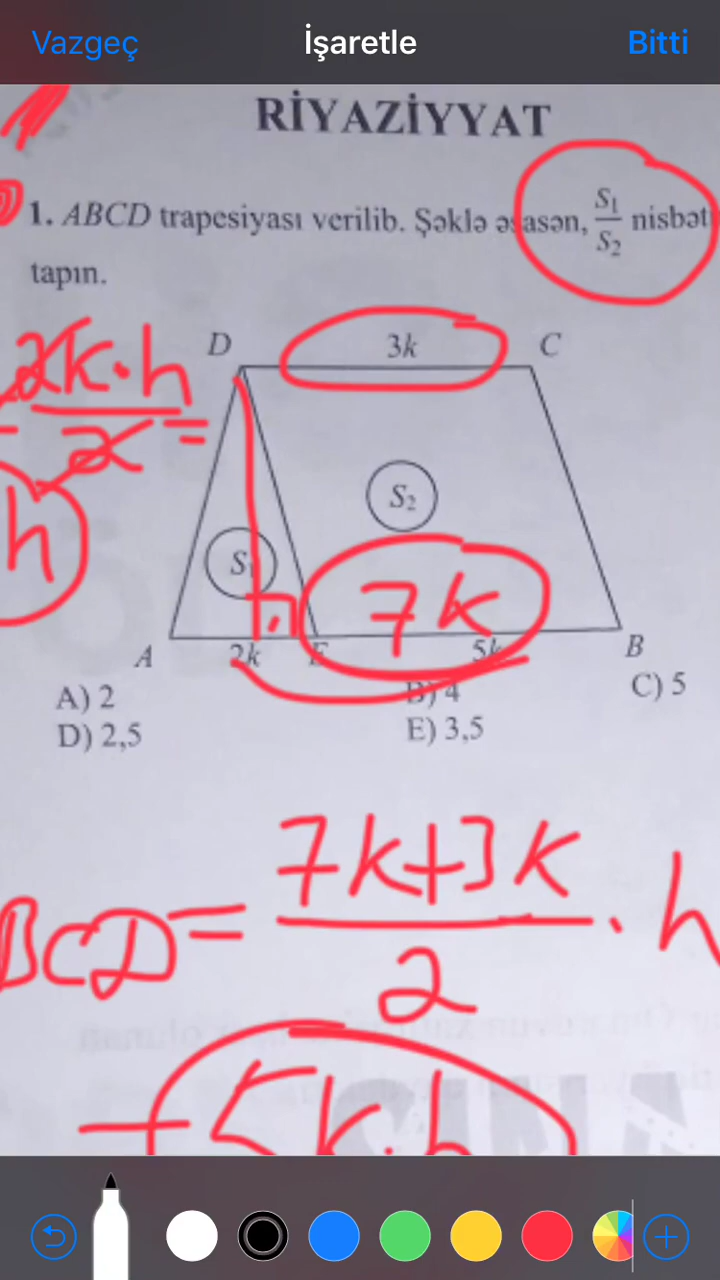 Vazgeç İşaretle Bitti
RİYAZİYYAT
1. ABCD trapesiyası verilib. Şəklə əsasən, S₁/S₂ nisbət
tapın.
D 3k C
2k·h/2 =
h
S₂
S
7k
A 2k E 5k B
A) 2 B) 4 C) 5
D) 2,5 E) 3,5
BCD = 7k+3k/2 · h
5k·h